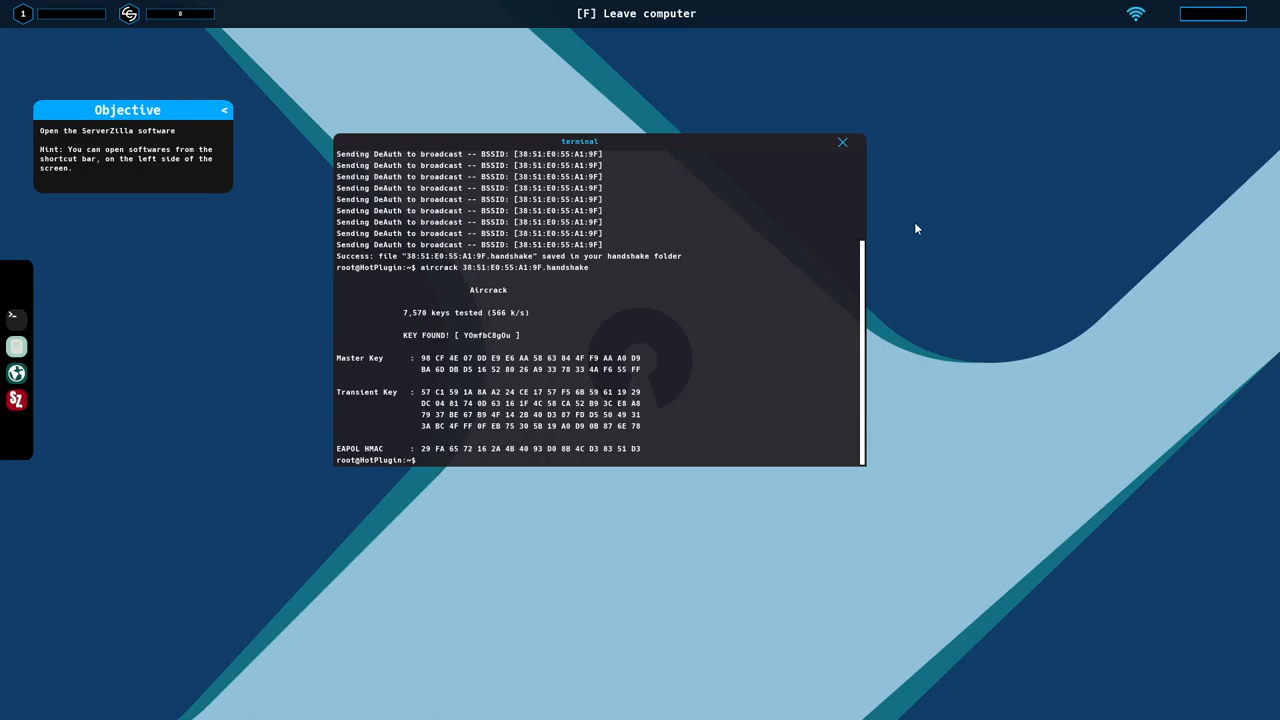 1
0
[F] Leave computer
Objective <
Open the ServerZilla software
Hint: You can open softwares from the
shortcut bar, on the left side of the
screen.
terminal
Sending DeAuth to broadcast -- BSSID: [38:51:E0:55:A1:9F]
Sending DeAuth to broadcast -- BSSID: [38:51:E0:55:A1:9F]
Sending DeAuth to broadcast -- BSSID: [38:51:E0:55:A1:9F]
Sending DeAuth to broadcast -- BSSID: [38:51:E0:55:A1:9F]
Sending DeAuth to broadcast -- BSSID: [38:51:E0:55:A1:9F]
Sending DeAuth to broadcast -- BSSID: [38:51:E0:55:A1:9F]
Sending DeAuth to broadcast -- BSSID: [38:51:E0:55:A1:9F]
Sending DeAuth to broadcast -- BSSID: [38:51:E0:55:A1:9F]
Sending DeAuth to broadcast -- BSSID: [38:51:E0:55:A1:9F]
Success: file "38:51:E0:55:A1:9F.handshake" saved in your handshake folder
root@HotPlugin:~$ aircrack 38:51:E0:55:A1:9F.handshake
Aircrack
7,570 keys tested (566 k/s)
KEY FOUND! [ YOmfbC8gOu ]
Master Key : 98 CF 4E 07 DD E9 E6 AA 58 63 84 4F F9 AA A0 D9
BA 6D DB D5 16 52 80 26 A9 33 78 33 4A F6 55 FF
Transient Key : 57 C1 59 1A 8A A2 24 CE 17 57 F5 6B 59 61 19 29
DC 04 81 74 0D 63 16 1F 4C 58 CA 52 B9 3C E8 A8
79 37 BE 67 B9 4F 14 2B 40 D3 87 FD D5 50 49 31
3A BC 4F FF 0F EB 75 30 5B 19 A0 D9 0B 87 6E 78
EAPOL HMAC : 29 FA 65 72 16 2A 4B 40 93 D0 8B 4C D3 83 51 D3
root@HotPlugin:~$
>_
SZ